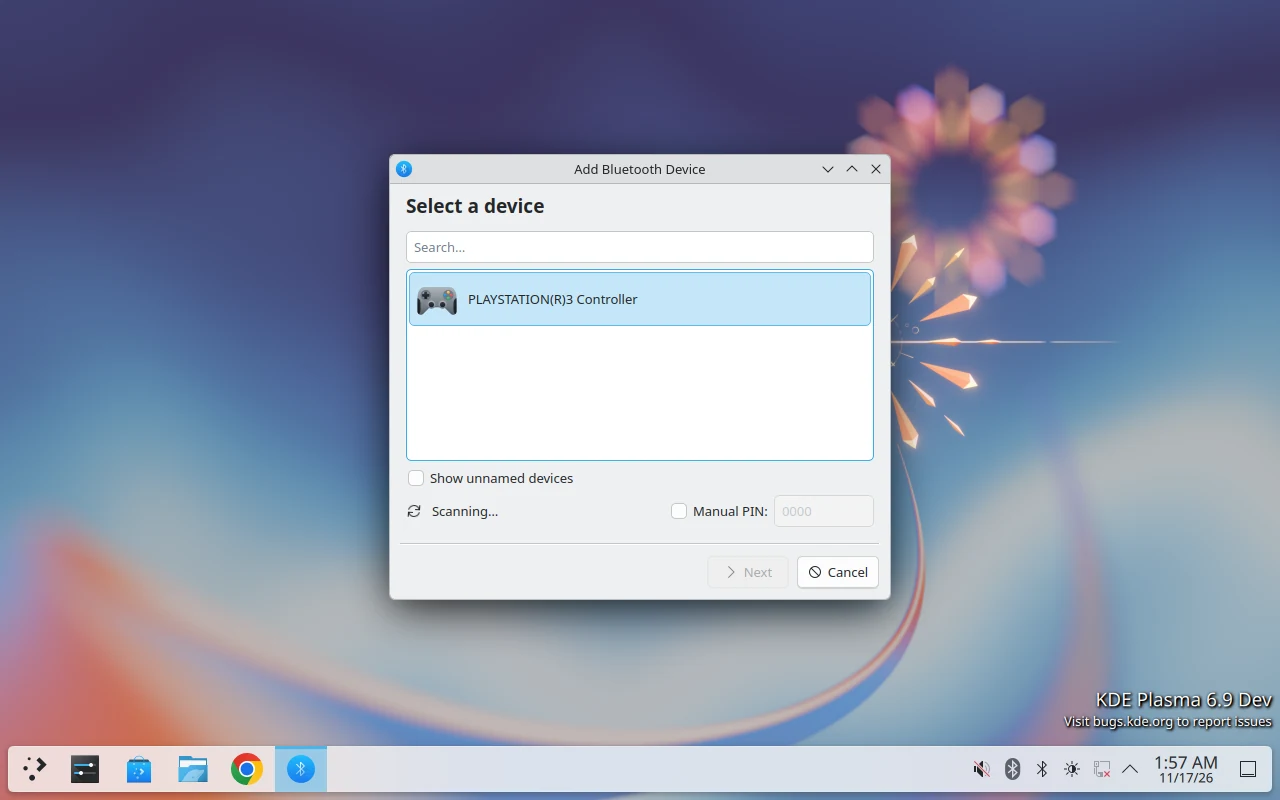 Add Bluetooth Device
Select a device
Search...
PLAYSTATION(R)3 Controller
Show unnamed devices
Scanning...
Manual PIN:
0000
Next
Cancel
KDE Plasma 6.9 Dev
Visit bugs.kde.org to report issues
1:57 AM
11/17/26